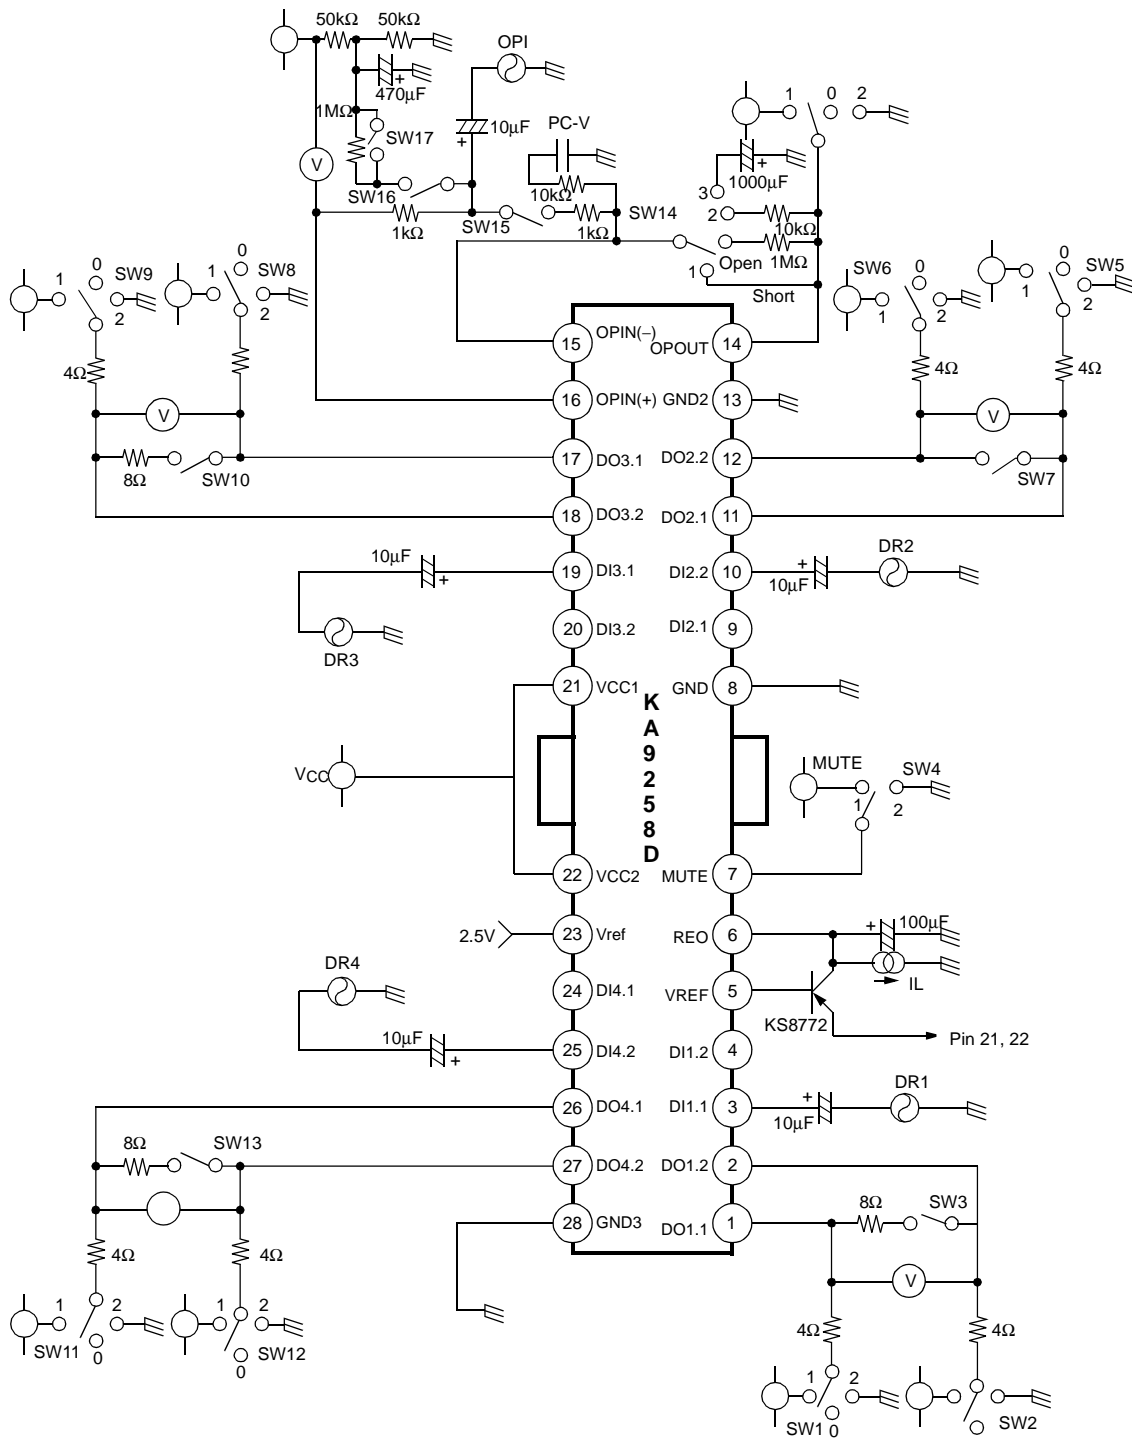 50kΩ 50kΩ
OPI
470μF
1MΩ
SW17
10μF
PC-V
1 0 2
V
SW16
10kΩ
1000μF
3
1kΩ
SW15
1kΩ
SW14
2
10kΩ
Open
1MΩ
1
Short
0
1
SW9
2
0
1
SW8
2
SW6
1
0
2
1
0
SW5
2
4Ω
V
8Ω
SW10
4Ω
4Ω
V
SW7
15 OPIN(−)
OPOUT 14
16 OPIN(+) GND2 13
17 DO3.1 DO2.2 12
18 DO3.2 DO2.1 11
10μF +
19 DI3.1 DI2.2 10
+
10μF
DR2
DR3
20 DI3.2 DI2.1 9
21 VCC1 GND 8
KA9258D
VCC
MUTE
SW4
1
2
22 VCC2 MUTE 7
2.5V
23 Vref REO 6
+ 100μF
IL
DR4
24 DI4.1 VREF 5
KS8772
Pin 21, 22
10μF +
25 DI4.2 DI1.2 4
26 DO4.1 DI1.1 3
+
10μF
DR1
8Ω
SW13
27 DO4.2 DO1.2 2
28 GND3 DO1.1 1
8Ω
SW3
V
4Ω
4Ω
1
2
SW11
0
1
2
SW12
0
4Ω
4Ω
1
2
SW1
0
SW2